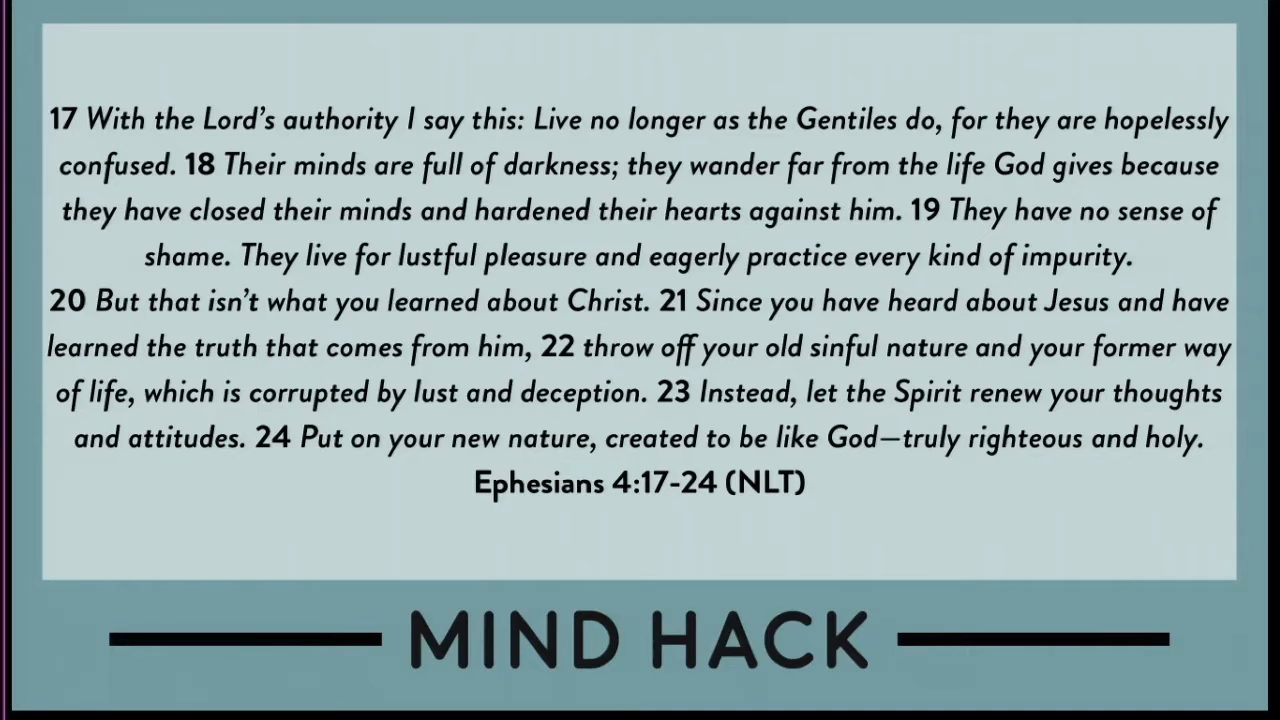 17 With the Lord’s authority I say this: Live no longer as the Gentiles do, for they are hopelessly
confused. 18 Their minds are full of darkness; they wander far from the life God gives because
they have closed their minds and hardened their hearts against him. 19 They have no sense of
shame. They live for lustful pleasure and eagerly practice every kind of impurity.
20 But that isn’t what you learned about Christ. 21 Since you have heard about Jesus and have
learned the truth that comes from him, 22 throw off your old sinful nature and your former way
of life, which is corrupted by lust and deception. 23 Instead, let the Spirit renew your thoughts
and attitudes. 24 Put on your new nature, created to be like God—truly righteous and holy.
Ephesians 4:17-24 (NLT)
MIND HACK